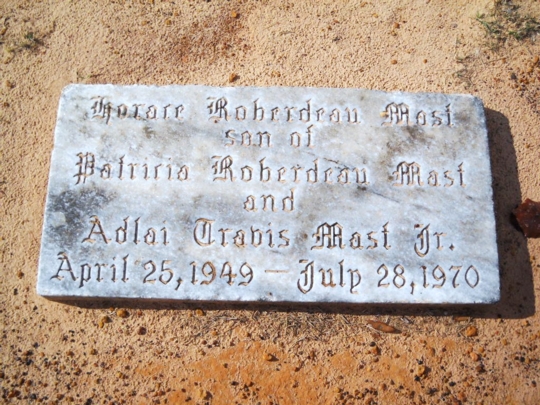 Horace Roberdeau Mast
son of
Patricia Roberdeau Mast
and
Adlai Travis Mast Jr.
April 25, 1949 — July 28, 1970